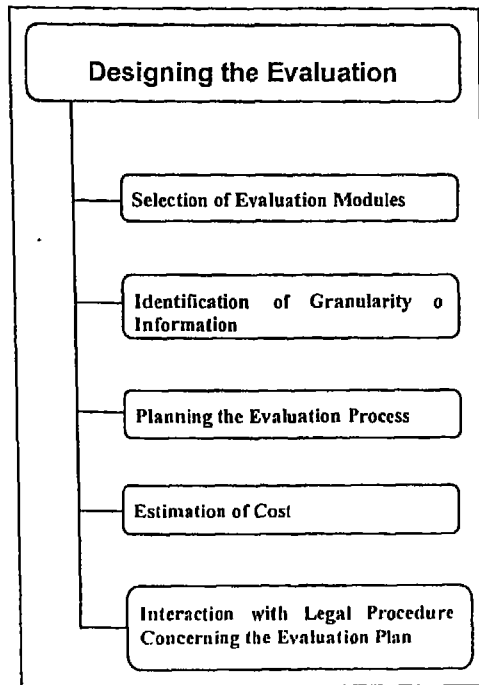 Designing the Evaluation
Selection of Evaluation Modules
Identification of Granularity o
Information
Planning the Evaluation Process
Estimation of Cost
Interaction with Legal Procedure
Concerning the Evaluation Plan